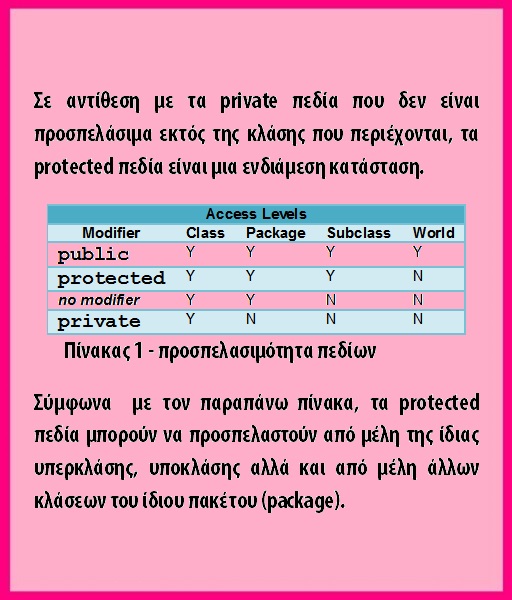 Σε αντίθεση με τα private πεδία που δεν είναι
προσπελάσιμα εκτός της κλάσης που περιέχονται, τα
protected πεδία είναι μια ενδιάμεση κατάσταση.
Access Levels
Modifier Class Package Subclass World
public Y Y Y Y
protected Y Y Y N
no modifier Y Y N N
private Y N N N
Πίνακας 1 - προσπελασιμότητα πεδίων
Σύμφωνα με τον παραπάνω πίνακα, τα protected
πεδία μπορούν να προσπελαστούν από μέλη της ίδιας
υπερκλάσης, υποκλάσης αλλά και από μέλη άλλων
κλάσεων του ίδιου πακέτου (package).